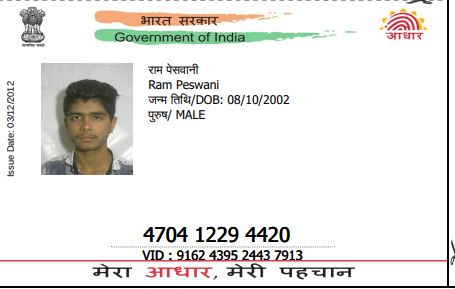 भारत सरकार
Government of India
आधार
Issue Date: 03/12/2012
राम पेसवानी
Ram Peswani
जन्म तिथि/DOB: 08/10/2002
पुरुष/ MALE
4704 1229 4420
VID : 9162 4395 2443 7913
मेरा आधार, मेरी पहचान